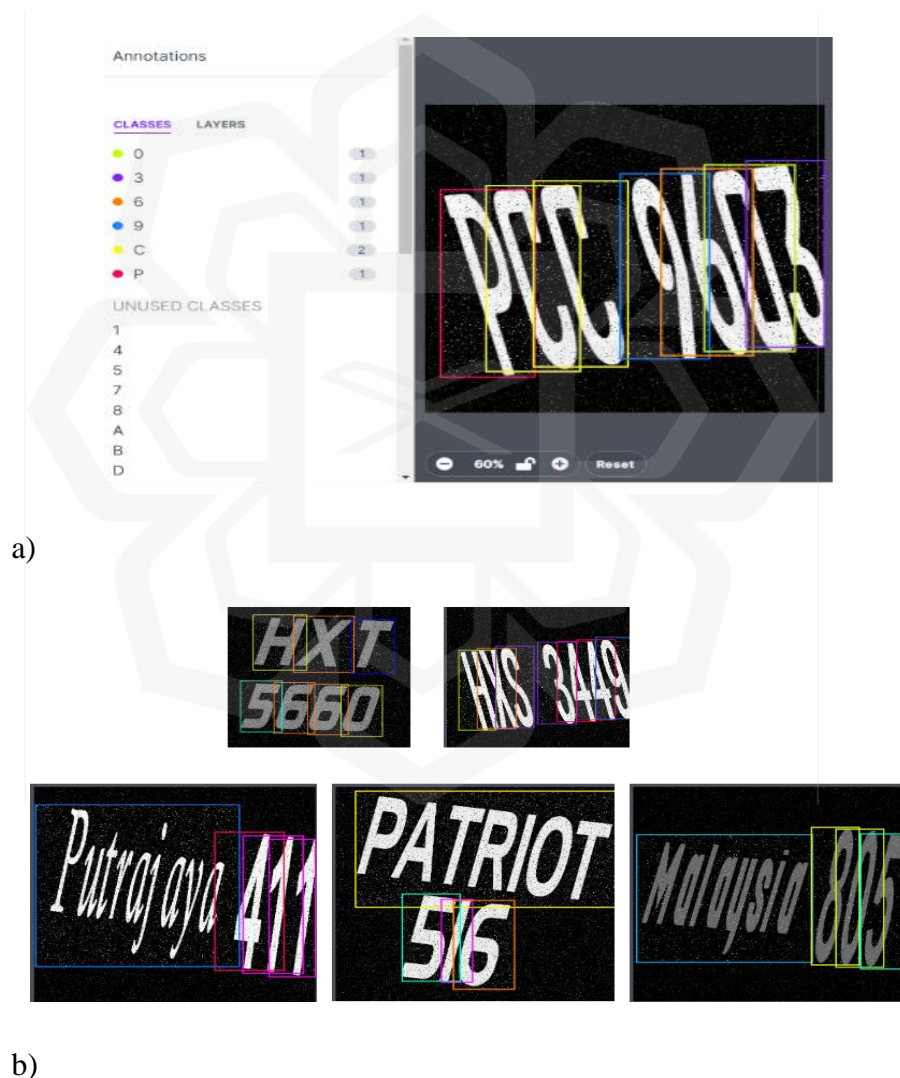 Annotations
CLASSES LAYERS
0 1
3 1
6 1
9 1
C 2
P 1
UNUSED CLASSES
1
4
5
7
8
A
B
D
PCC 9603
60% Reset
a)
HXT
5660
HXS 3449
Putrajaya 411
PATRIOT
516
Malaysia 805
b)